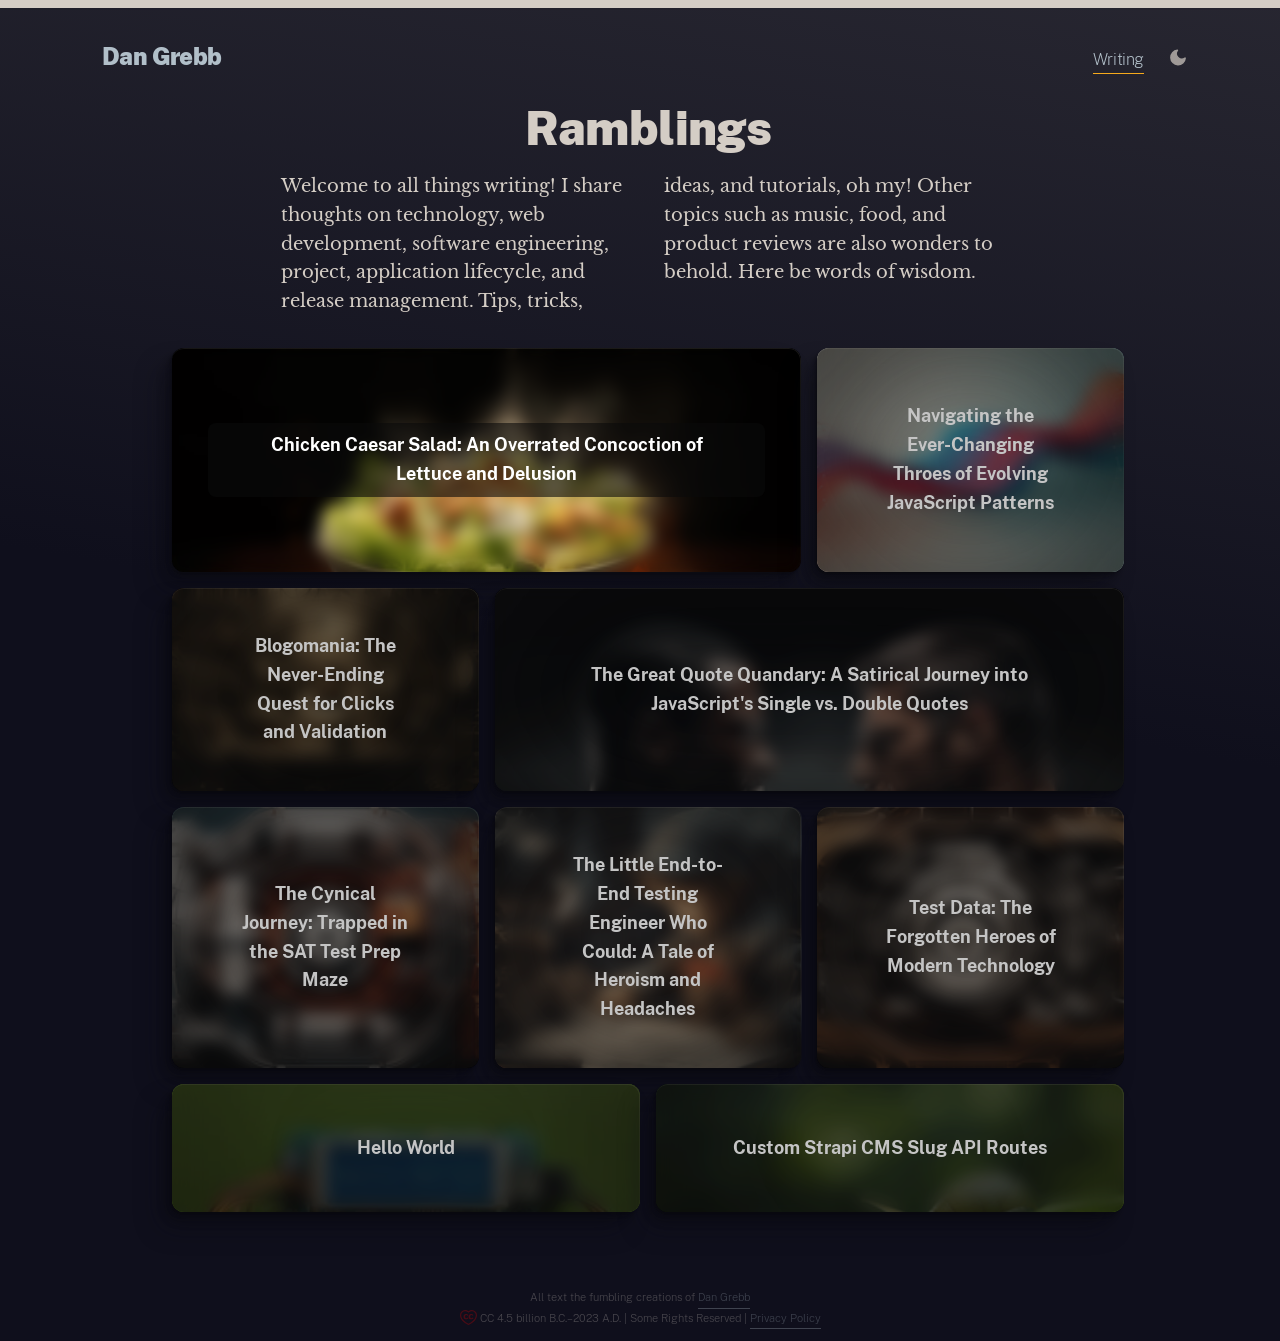 Dan Grebb
Writing
Ramblings
Welcome to all things writing! I share
thoughts on technology, web
development, software engineering,
project, application lifecycle, and
release management. Tips, tricks,
ideas, and tutorials, oh my! Other
topics such as music, food, and
product reviews are also wonders to
behold. Here be words of wisdom.
Chicken Caesar Salad: An Overrated Concoction of
Lettuce and Delusion
Navigating the
Ever-Changing
Throes of Evolving
JavaScript Patterns
Blogomania: The
Never-Ending
Quest for Clicks
and Validation
The Great Quote Quandary: A Satirical Journey into
JavaScript's Single vs. Double Quotes
The Cynical
Journey: Trapped in
the SAT Test Prep
Maze
The Little End-to-
End Testing
Engineer Who
Could: A Tale of
Heroism and
Headaches
Test Data: The
Forgotten Heroes of
Modern Technology
Hello World
Custom Strapi CMS Slug API Routes
All text the fumbling creations of Dan Grebb
CC 4.5 billion B.C.–2023 A.D. | Some Rights Reserved | Privacy Policy